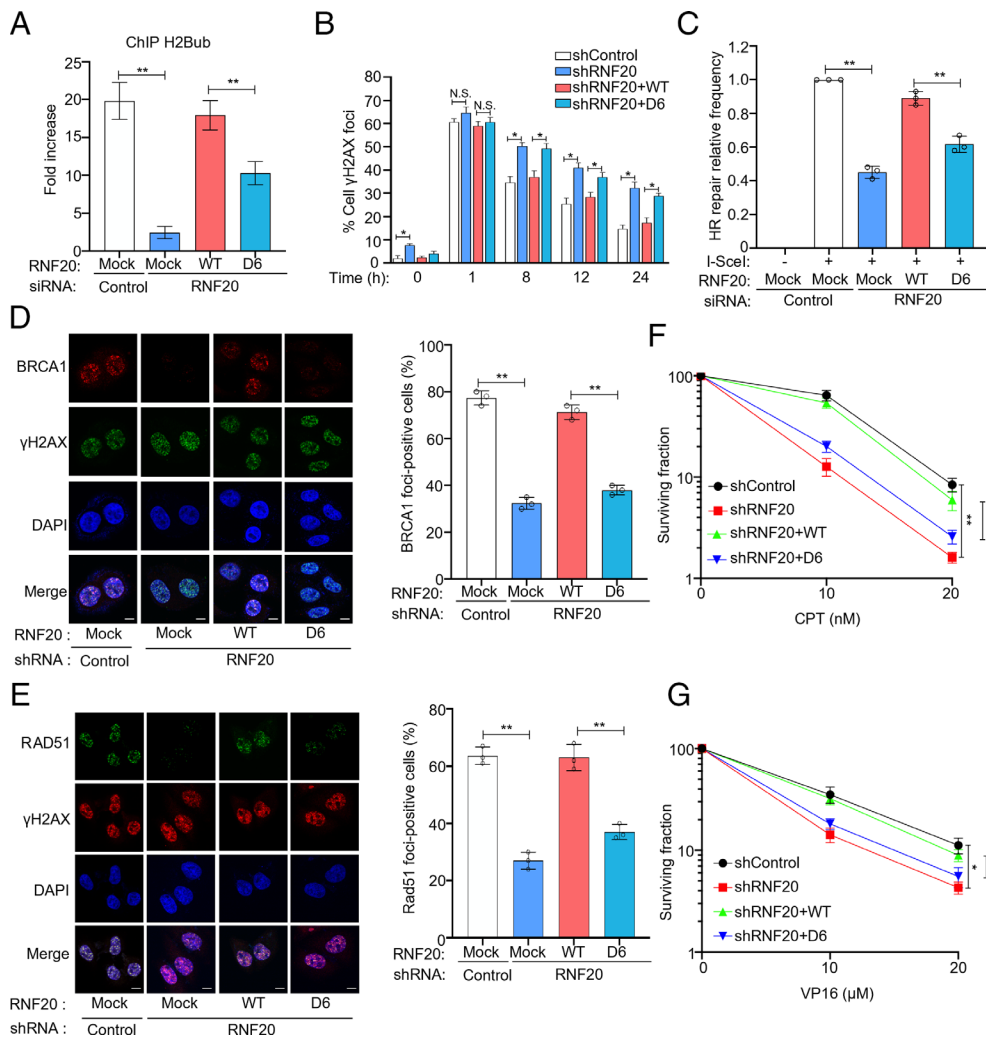 A
ChIP H2Bub
Fold increase
25
20
15
10
5
0
**
**
RNF20: Mock Mock WT D6
siRNA: Control RNF20
B
shControl
shRNF20
shRNF20+WT
shRNF20+D6
% Cell γH2AX foci
70
60
50
40
30
20
10
0
N.S. N.S.
* * * * * * *
Time (h): 0 1 8 12 24
C
HR repair relative frequency
1.2
1.0
0.8
0.6
0.4
0.2
0.0
**
**
I-SceI: - + + + +
RNF20: Mock Mock Mock WT D6
siRNA: Control RNF20
D
BRCA1
γH2AX
DAPI
Merge
RNF20 : Mock Mock WT D6
shRNA : Control RNF20
BRCA1 foci-positive cells (%)
100
80
60
40
20
0
**
**
RNF20: Mock Mock WT D6
shRNA: Control RNF20
F
Surviving fraction
100
10
1
shControl
shRNF20
shRNF20+WT
shRNF20+D6
**
0 10 20
CPT (nM)
E
RAD51
γH2AX
DAPI
Merge
RNF20 : Mock Mock WT D6
shRNA : Control RNF20
Rad51 foci-positive cells (%)
80
60
40
20
0
**
**
RNF20: Mock Mock WT D6
shRNA: Control RNF20
G
Surviving fraction
100
10
1
shControl
shRNF20
shRNF20+WT
shRNF20+D6
*
0 10 20
VP16 (μM)